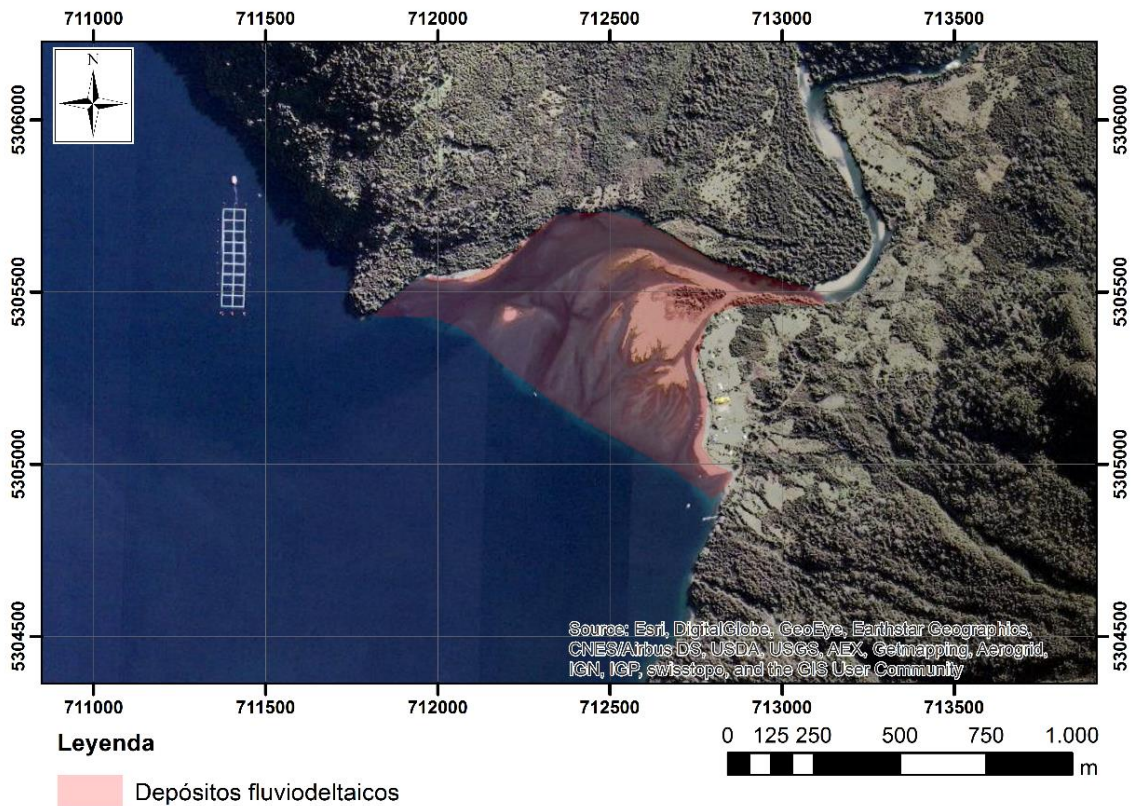 711000 711500 712000 712500 713000 713500
N
5306000 5306000
5305500 5305500
5305000 5305000
5304500 5304500
Source: Esri, DigitalGlobe, GeoEye, Earthstar Geographics,
CNES/Airbus DS, USDA, USGS, AEX, Getmapping, Aerogrid,
IGN, IGP, swisstopo, and the GIS User Community
711000 711500 712000 712500 713000 713500
Leyenda
Depósitos fluviodeltaicos
0 125 250 500 750 1.000
m